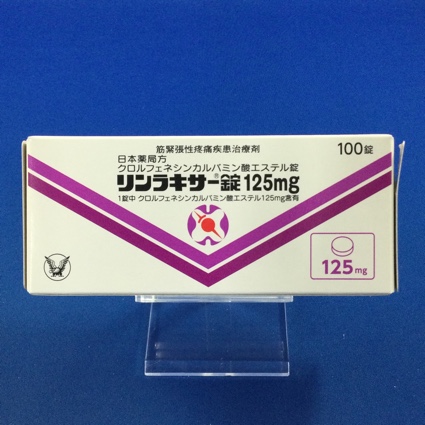 筋緊張性疼痛疾患治療剤
100錠
日本薬局方
クロルフェネシンカルバミン酸エステル錠
リンラキサー®錠125mg
1錠中 クロルフェネシンカルバミン酸エステル125mg含有
125mg